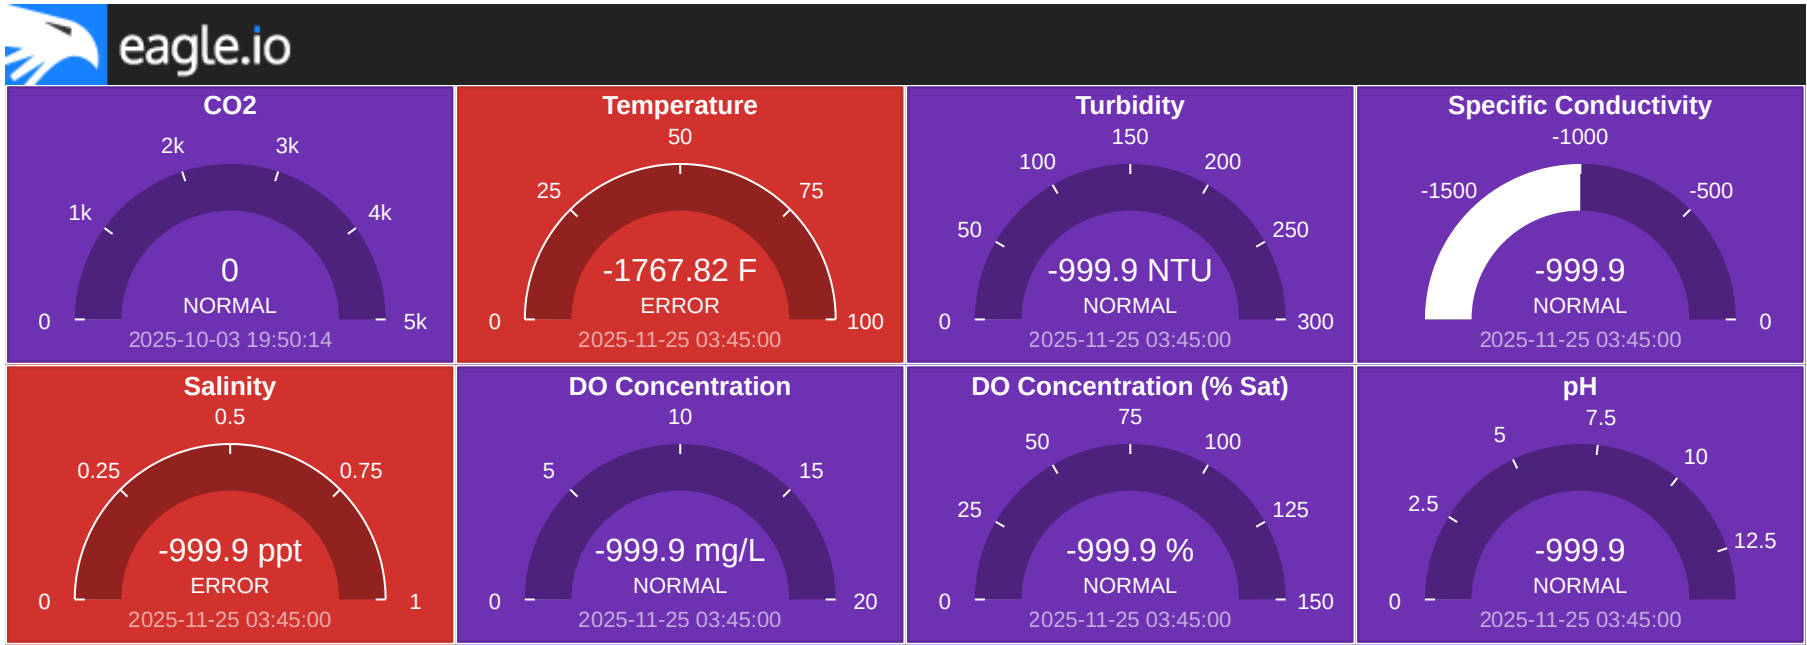 eagle.io
CO2
2k
3k
1k
4k
0
0
5k
NORMAL
2025-10-03 19:50:14
Temperature
50
25
75
-1767.82 F
0
100
ERROR
2025-11-25 03:45:00
Turbidity
150
100
200
50
250
-999.9 NTU
0
300
NORMAL
2025-11-25 03:45:00
Specific Conductivity
-1000
-1500
-500
-999.9
0
NORMAL
2025-11-25 03:45:00
Salinity
0.5
0.25
0.75
-999.9 ppt
0
1
ERROR
2025-11-25 03:45:00
DO Concentration
10
5
15
-999.9 mg/L
0
20
NORMAL
2025-11-25 03:45:00
DO Concentration (% Sat)
75
50
100
25
125
-999.9 %
0
150
NORMAL
2025-11-25 03:45:00
pH
7.5
5
10
2.5
12.5
-999.9
0
NORMAL
2025-11-25 03:45:00